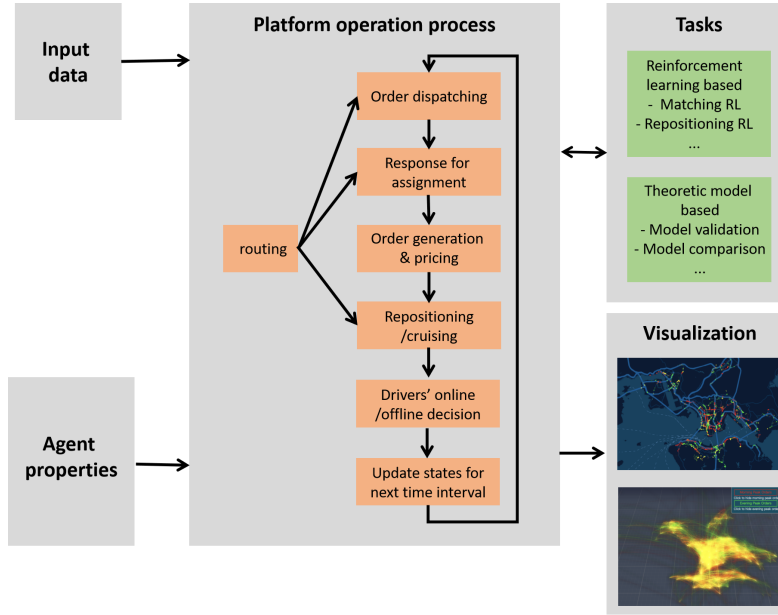 Input
data
Agent
properties
Platform operation process
Order dispatching
Response for
assignment
routing
Order generation
& pricing
Repositioning
/cruising
Drivers' online
/offline decision
Update states for
next time interval
Tasks
Reinforcement
learning based
- Matching RL
- Repositioning RL
...
Theoretic model
based
- Model validation
- Model comparison
...
Visualization